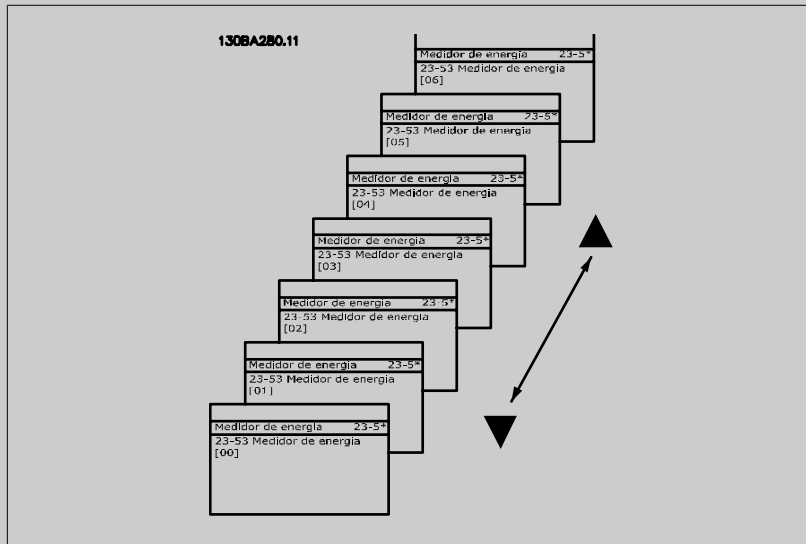 130BA280.11
Medidor de energia 23-5*
23-53 Medidor de energia
[06]
Medidor de energia 23-5*
23-53 Medidor de energia
[05]
Medidor de energia 23-5*
23-53 Medidor de energia
[04]
Medidor de energia 23-5*
23-53 Medidor de energia
[03]
Medidor de energia 23-5*
23-53 Medidor de energia
[02]
Medidor de energia 23-5*
23-53 Medidor de energia
[01]
Medidor de energia 23-5*
23-53 Medidor de energia
[00]